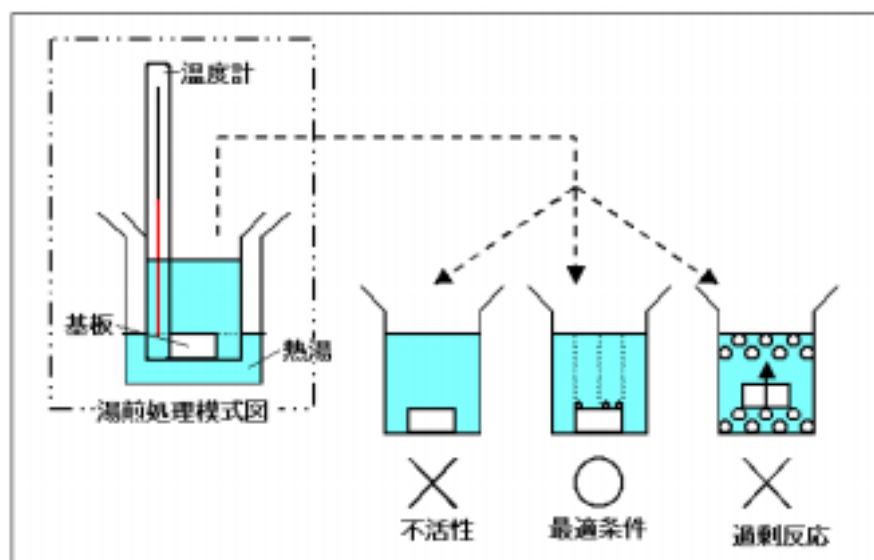 温度計
基板
熱湯
湯煎処理模式図
不活性
最適条件
過剰反応